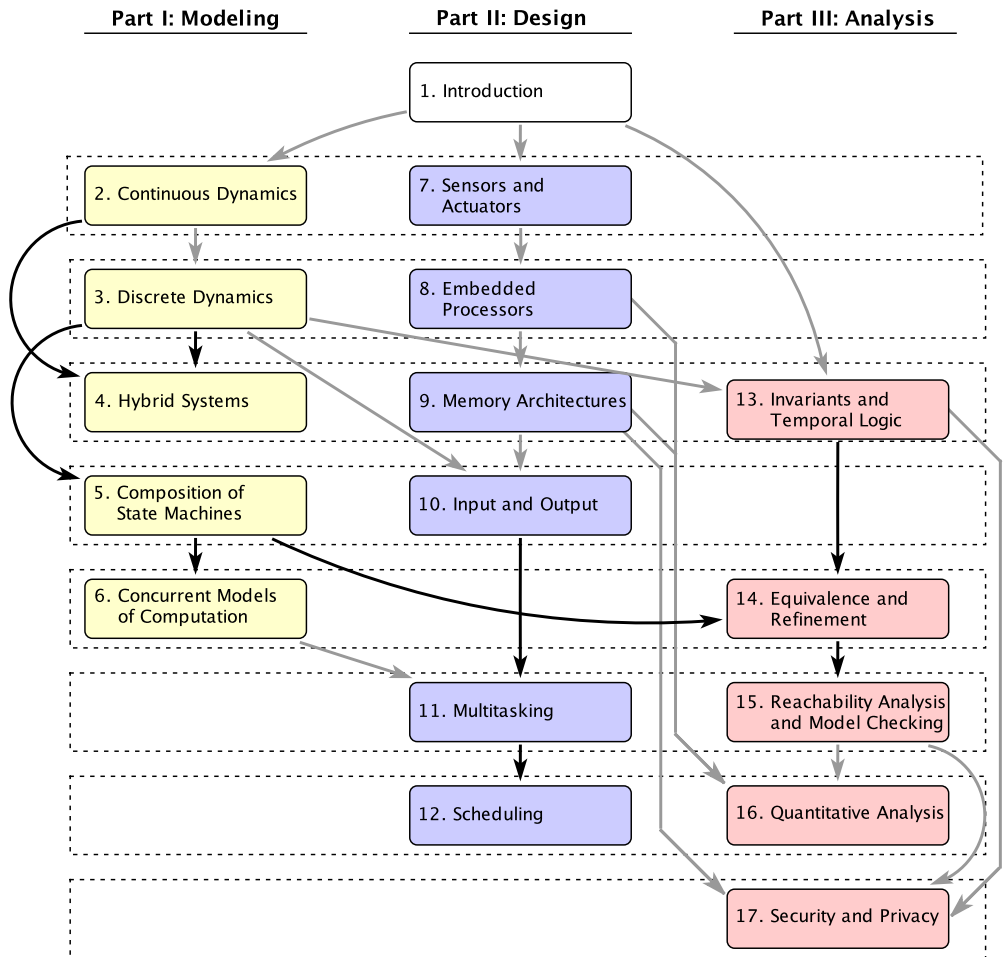 Part I: Modeling
Part II: Design
Part III: Analysis
1. Introduction
2. Continuous Dynamics
7. Sensors and
Actuators
3. Discrete Dynamics
8. Embedded
Processors
4. Hybrid Systems
9. Memory Architectures
13. Invariants and
Temporal Logic
5. Composition of
State Machines
10. Input and Output
6. Concurrent Models
of Computation
14. Equivalence and
Refinement
11. Multitasking
15. Reachability Analysis
and Model Checking
12. Scheduling
16. Quantitative Analysis
17. Security and Privacy